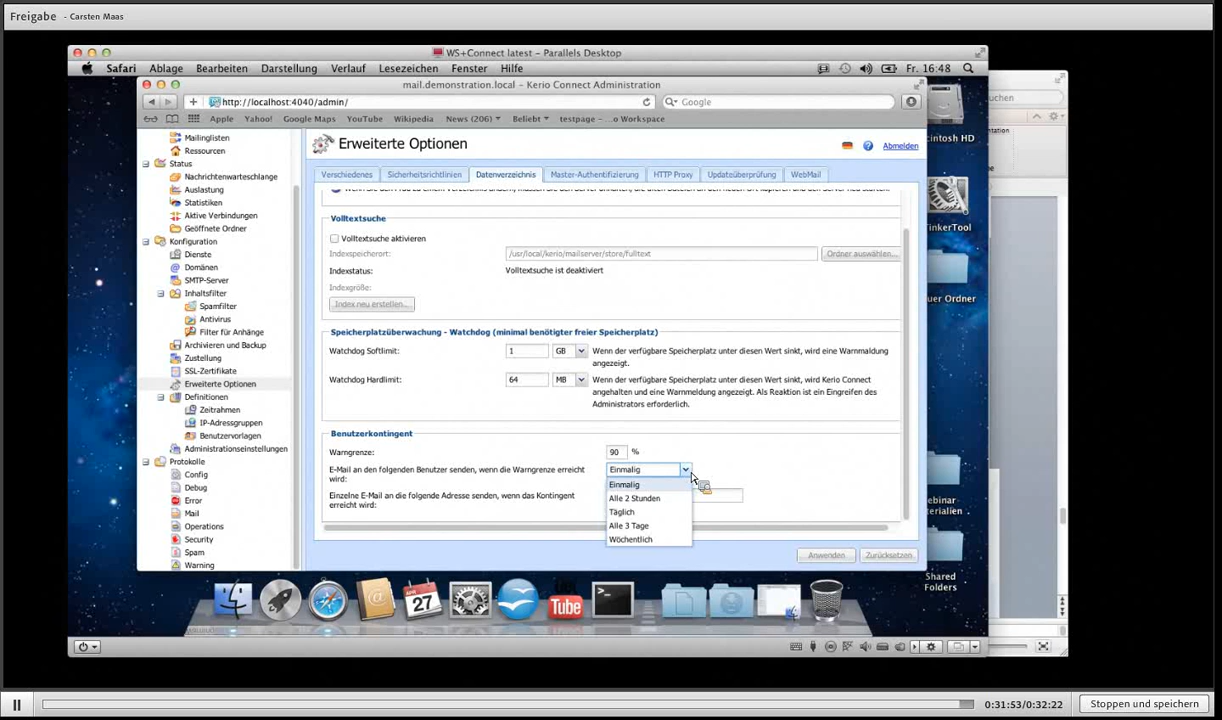 Freigabe - Carsten Maas
WS+Connect latest - Parallels Desktop
Safari Ablage Bearbeiten Darstellung Verlauf Lesezeichen Fenster Hilfe
Fr. 16:48
mail.demonstration.local - Kerio Connect Administration
http://localhost:4040/admin/
Google
Apple Yahoo! Google Maps YouTube Wikipedia News (206) Beliebt testpage - ...o Workspace
Mailinglisten
Ressourcen
Status
Nachrichtenwarteschlange
Auslastung
Statistiken
Aktive Verbindungen
Geöffnete Ordner
Konfiguration
Dienste
Domänen
SMTP-Server
Inhaltsfilter
Spamfilter
Antivirus
Filter für Anhänge
Archivieren und Backup
Zustellung
SSL-Zertifikate
Erweiterte Optionen
Definitionen
Zeitrahmen
IP-Adressgruppen
Benutzervorlagen
Administrationseinstellungen
Protokolle
Config
Debug
Error
Mail
Operations
Security
Spam
Warning
Erweiterte Optionen
Abmelden
Verschiedenes Sicherheitsrichtlinien Datenverzeichnis Master-Authentifizierung HTTP Proxy Updateüberprüfung WebMail
Volltextsuche
Volltextsuche aktivieren
Indexspeicherort: /usr/local/kerio/mailserver/store/fulltext Ordner auswählen...
Indexstatus: Volltextsuche ist deaktiviert
Indexgröße:
Index neu erstellen...
Speicherplatzüberwachung - Watchdog (minimal benötigter freier Speicherplatz)
Watchdog Softlimit: 1 GB Wenn der verfügbare Speicherplatz unter diesen Wert sinkt, wird eine Warnmeldung
angezeigt.
Watchdog Hardlimit: 64 MB Wenn der verfügbare Speicherplatz unter diesen Wert sinkt, wird Kerio Connect
angehalten und eine Warnmeldung angezeigt. Als Reaktion ist ein Eingreifen des
Administrators erforderlich.
Benutzerkontingent
Warngrenze: 90 %
E-Mail an den folgenden Benutzer senden, wenn die Warngrenze erreicht Einmalig
wird:
Einzelne E-Mail an die folgende Adresse senden, wenn das Kontingent
erreicht wird:
Einmalig
Alle 2 Stunden
Täglich
Alle 3 Tage
Wöchentlich
Anwenden Zurücksetzen
cintosh HD
TinkerTool
uer Ordner
ebinar
terialien
Shared
Folders
uchen
27
You Tube
0:31:53/0:32:22
Stoppen und speichern